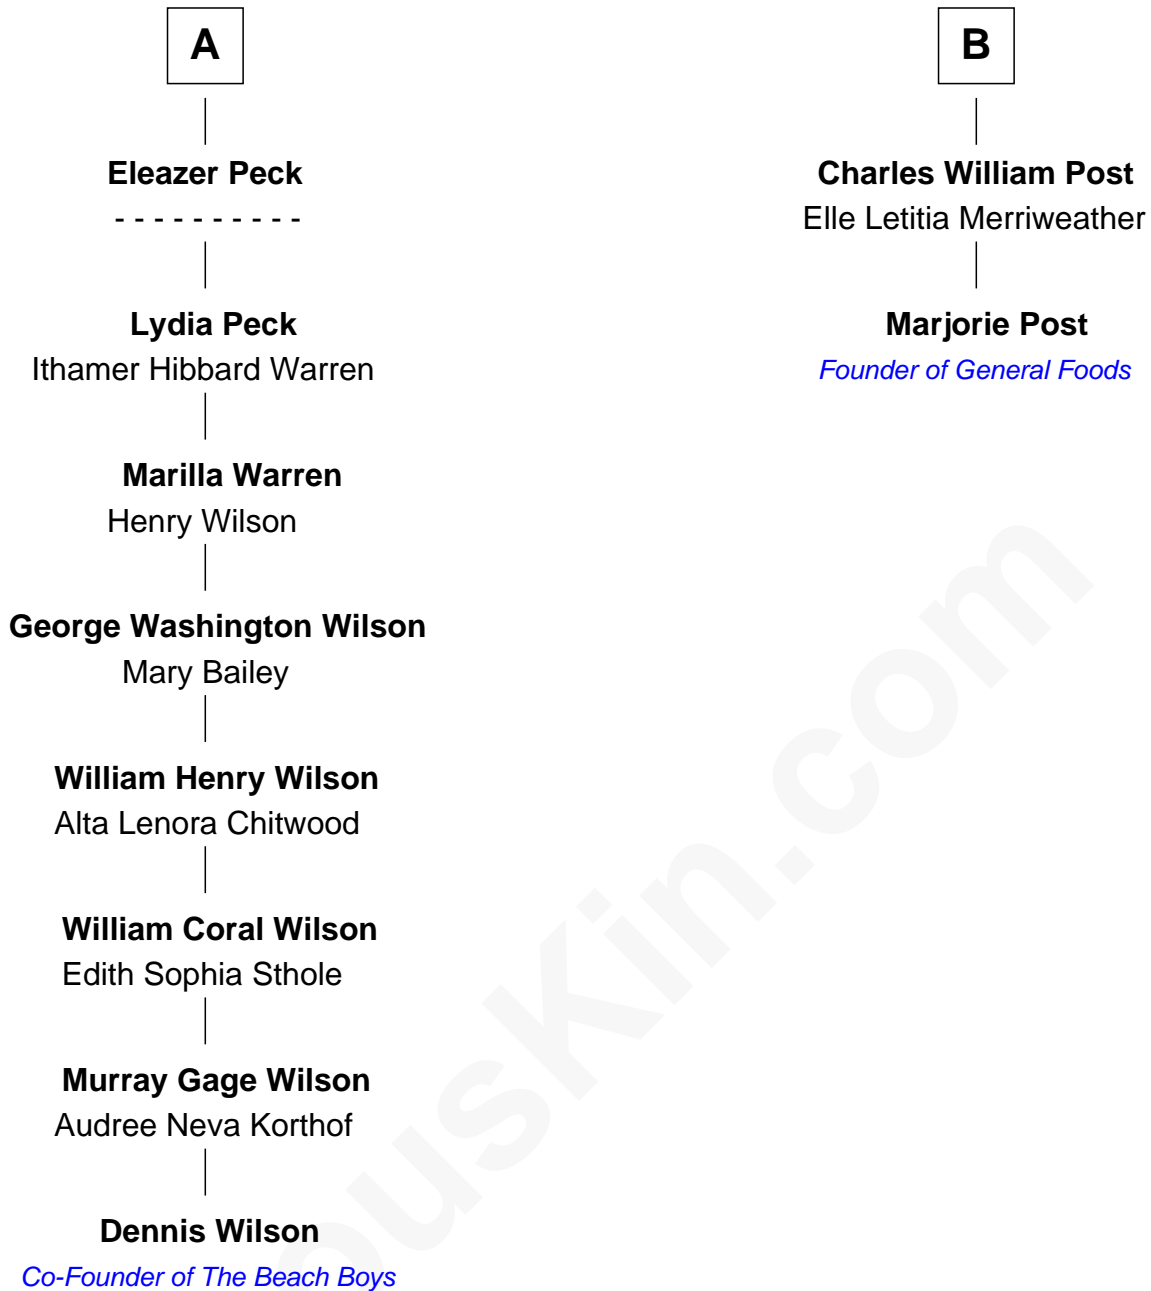 A
Eleazer Peck
- - - - - - - - - -
Lydia Peck
Ithamer Hibbard Warren
Marilla Warren
Henry Wilson
George Washington Wilson
Mary Bailey
William Henry Wilson
Alta Lenora Chitwood
William Coral Wilson
Edith Sophia Sthole
Murray Gage Wilson
Audree Neva Korthof
Dennis Wilson
Co-Founder of The Beach Boys
B
Charles William Post
Elle Letitia Merriweather
Marjorie Post
Founder of General Foods
ousKin.com